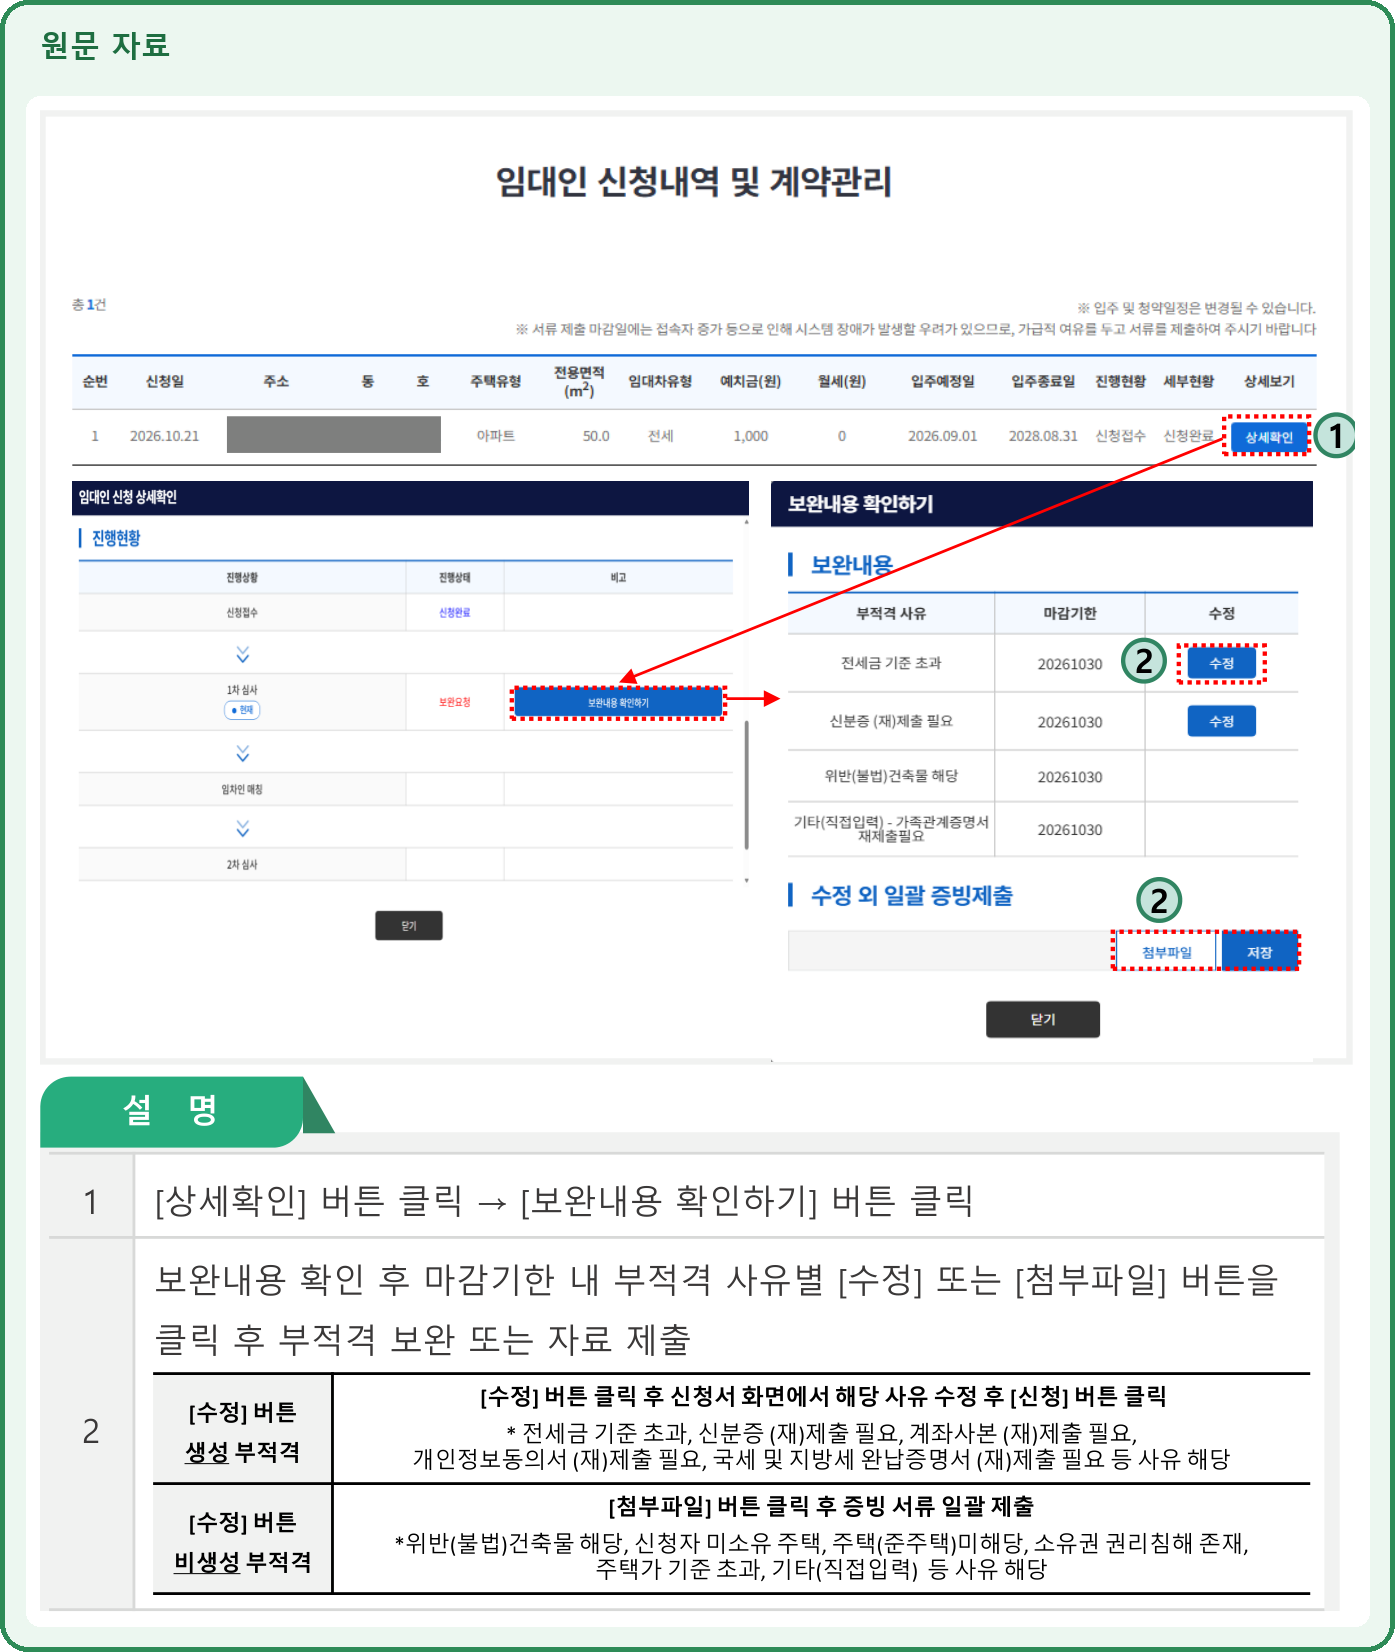 원문 자료
임대인 신청내역 및 계약관리
총 1건
※ 입주 및 청약일정은 변경될 수 있습니다.
※ 서류 제출 마감일에는 접속자 증가 등으로 인해 시스템 장애가 발생할 우려가 있으므로, 가급적 여유를 두고 서류를 제출하여 주시기 바랍니다
순번 신청일 주소 동 호 주택유형 전용면적(m²) 임대차유형 예치금(원) 월세(원) 입주예정일 입주종료일 진행현황 세부현황 상세보기
1 2026.10.21 아파트 50.0 전세 1,000 0 2026.09.01 2028.08.31 신청접수 신청완료 상세확인 1
임대인 신청 상세확인
진행현황
진행상황 진행상태 비고
신청접수 신청완료
1차 심사 보완요청 보완내용 확인하기
현재
임차인 매칭
2차 심사
닫기
보완내용 확인하기
보완내용
부적격 사유 마감기한 수정
전세금 기준 초과 20261030 2 수정
신분증 (재)제출 필요 20261030 수정
위반(불법)건축물 해당 20261030
기타(직접입력) - 가족관계증명서
재제출필요 20261030
수정 외 일괄 증빙제출
2
첨부파일 저장
닫기
설 명
1 [상세확인] 버튼 클릭 → [보완내용 확인하기] 버튼 클릭
2 보완내용 확인 후 마감기한 내 부적격 사유별 [수정] 또는 [첨부파일] 버튼을
클릭 후 부적격 보완 또는 자료 제출
[수정] 버튼
생성 부적격
[수정] 버튼 클릭 후 신청서 화면에서 해당 사유 수정 후 [신청] 버튼 클릭
* 전세금 기준 초과, 신분증 (재)제출 필요, 계좌사본 (재)제출 필요,
개인정보동의서 (재)제출 필요, 국세 및 지방세 완납증명서 (재)제출 필요 등 사유 해당
[수정] 버튼
비생성 부적격
[첨부파일] 버튼 클릭 후 증빙 서류 일괄 제출
*위반(불법)건축물 해당, 신청자 미소유 주택, 주택(준주택)미해당, 소유권 권리침해 존재,
주택가 기준 초과, 기타(직접입력) 등 사유 해당